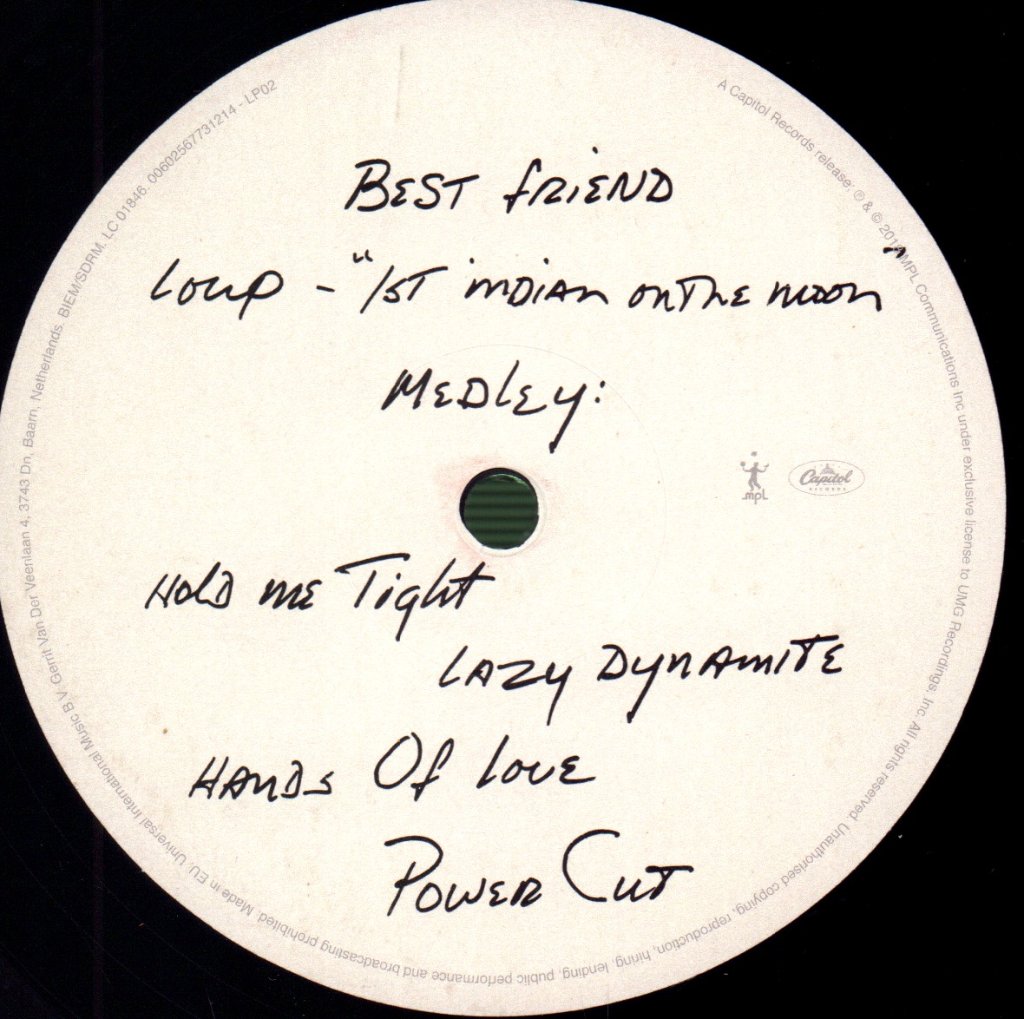 BEST FRIEND
Loup - "1ST INDIAN ON THE MOON"
MEDLEY:
HOLD ME Tight
LAZY DYNAMITE
HANDS Of LOVE
POWER CUT
mpl
Capitol
RECORDS
Made in EU. Universal International Music B.V. Gerrit Van Der Veenlaan 4, 3743 Dn, Baarn, Netherlands. BIEM/SDRM. LC 01846. 00602567731214 - LP02
A Capitol Records release. ℗ & © MPL Communications Inc under exclusive license to UMG Recordings, Inc. All rights reserved. Unauthorised copying, reproduction, hiring, lending, public performance and broadcasting prohibited.